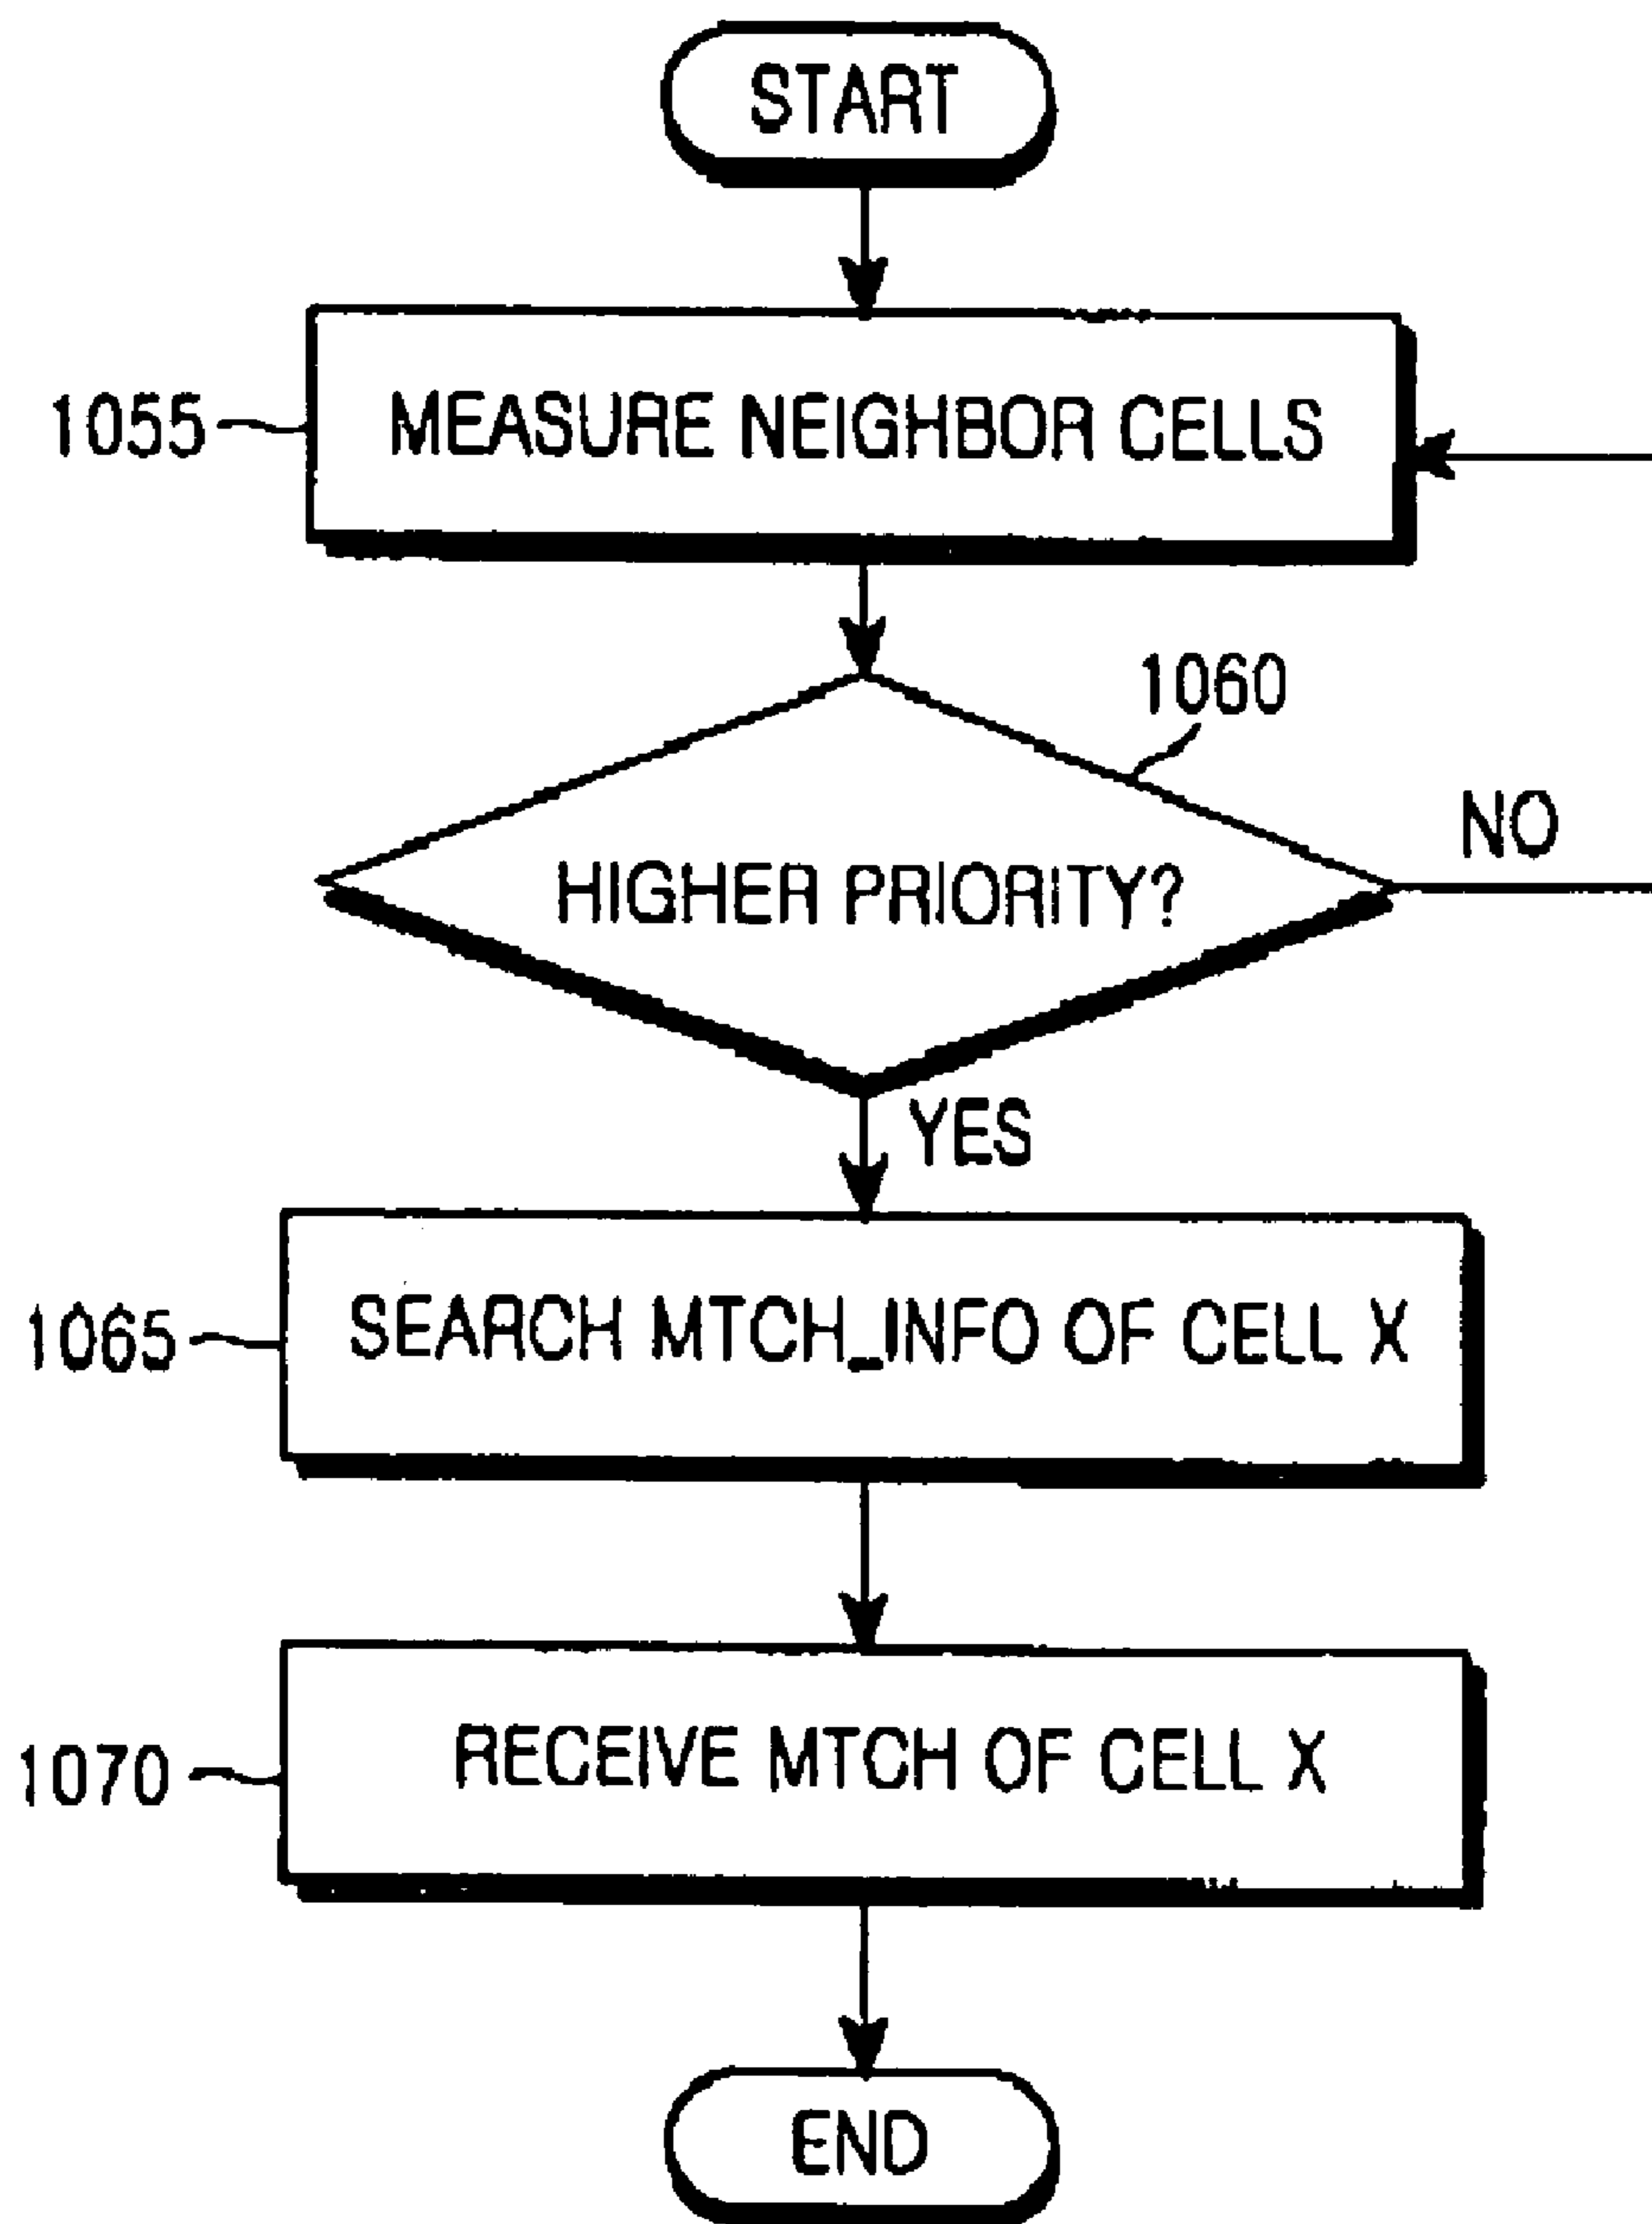 START
1055
MEASURE NEIGHBOR CELLS
1060
NO
HIGHER PRIORITY?
YES
1065
SEARCH MTCH_INFO OF CELL X
1070
RECEIVE MTCH OF CELL X
END